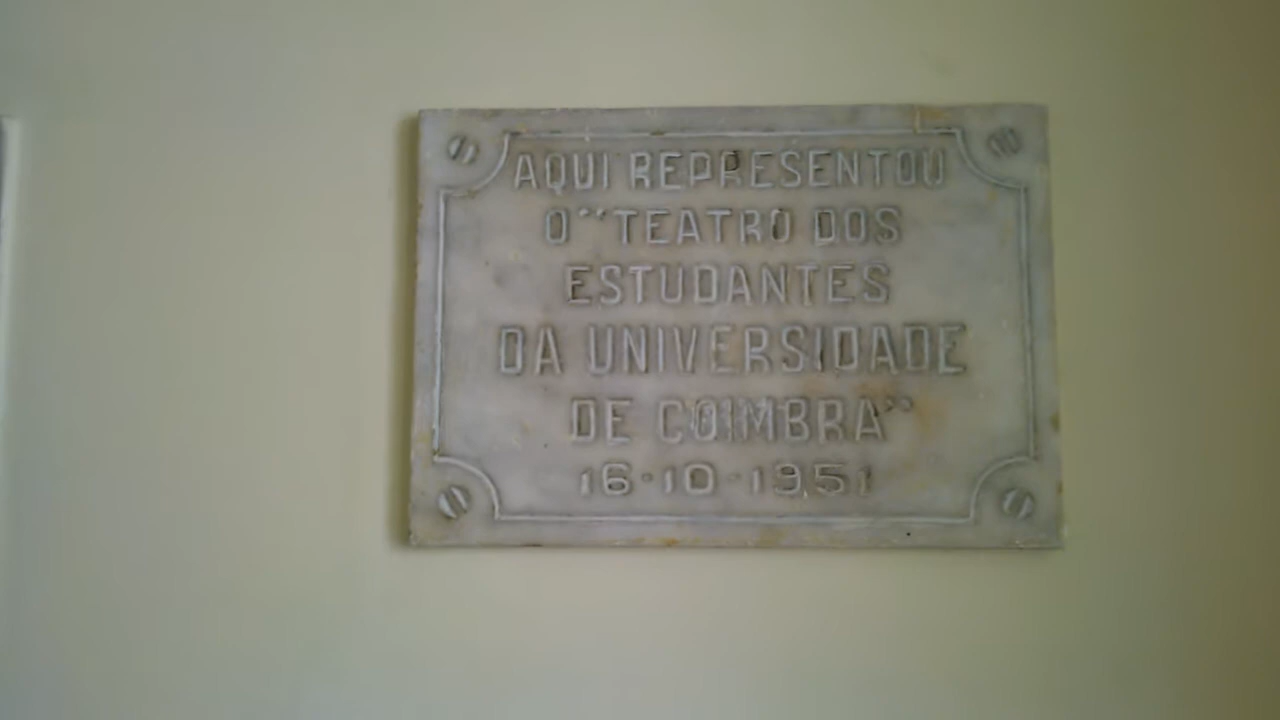 AQUI REPRESENTOU
O "TEATRO DOS
ESTUDANTES
DA UNIVERSIDADE
DE COIMBRA"
16-10-1951